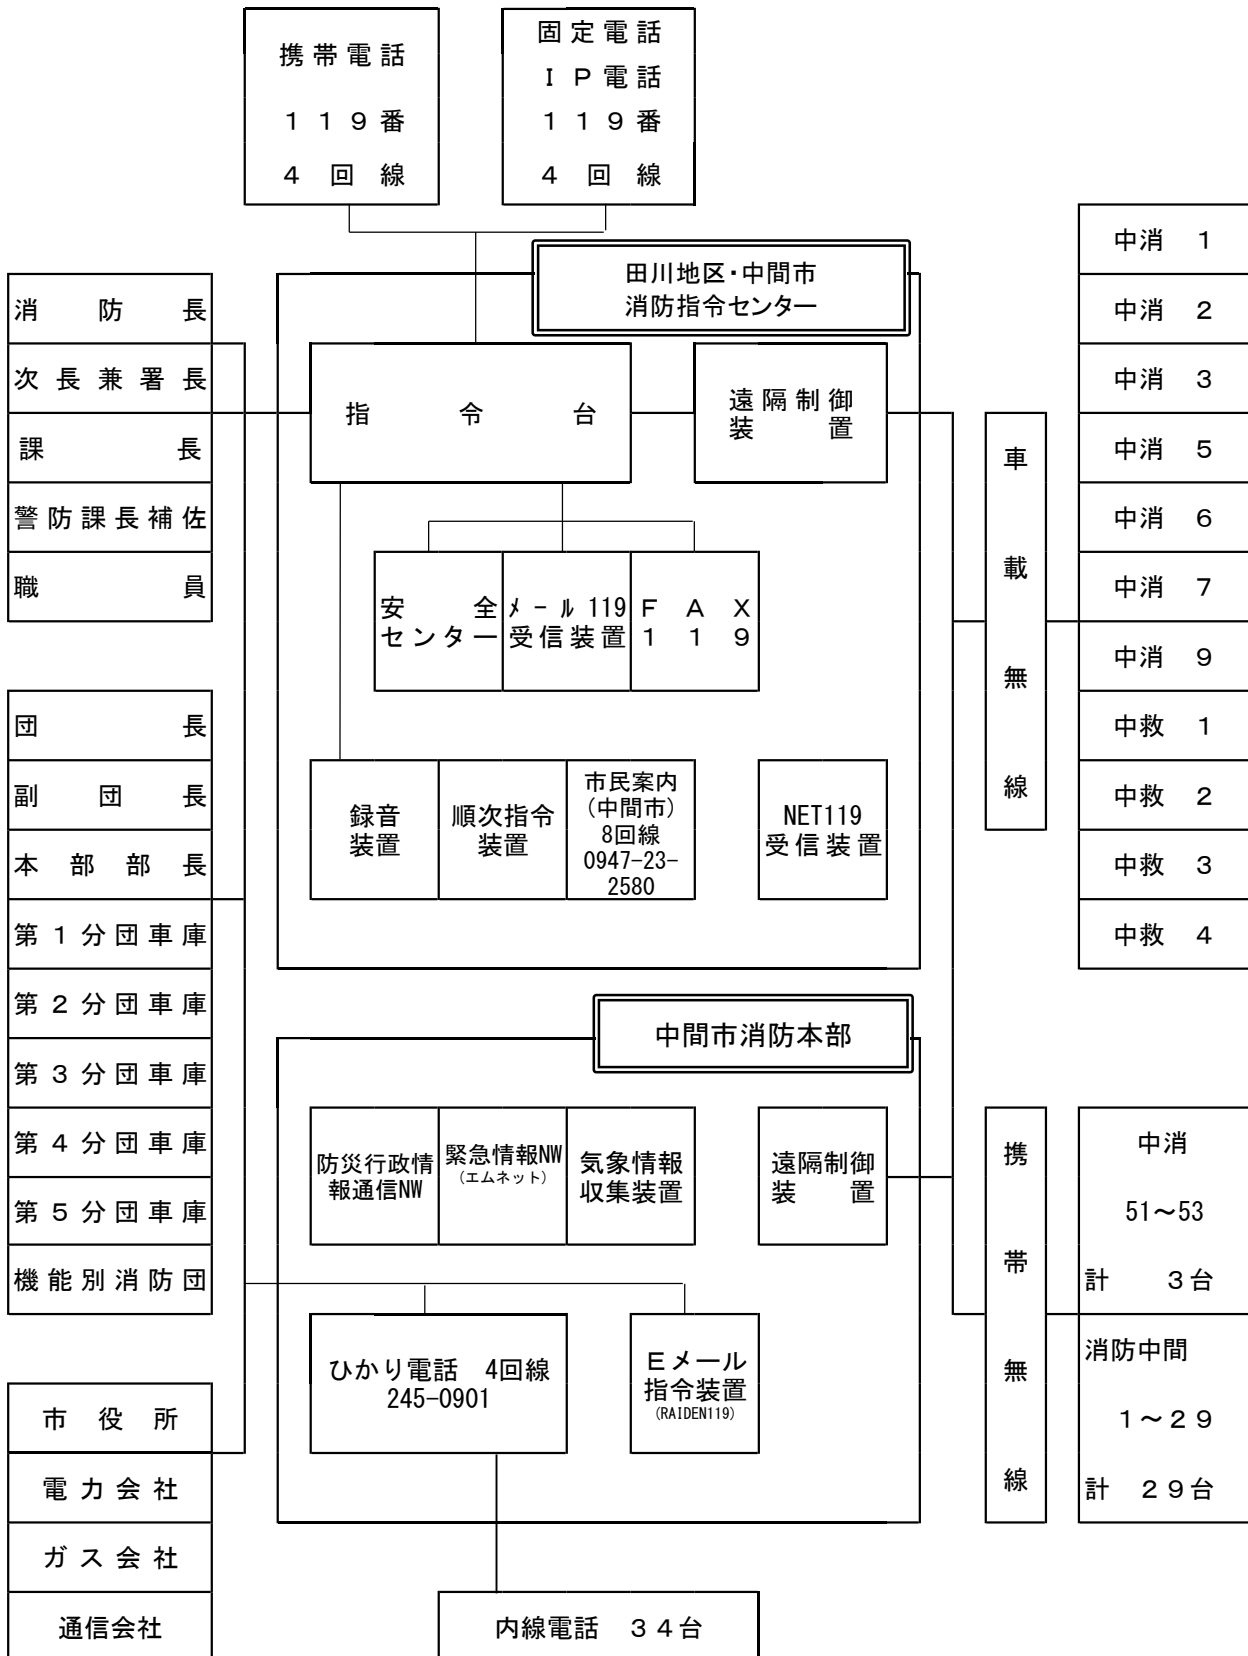 携帯電話
１１９番
４回線
固定電話
ＩＰ電話
１１９番
４回線
田川地区・中間市
消防指令センター
消防長
次長兼署長
課長
警防課長補佐
職員
指令台
遠隔制御
装置
安全
センター
メール119
受信装置
ＦＡＸ
１１９
録音
装置
順次指令
装置
市民案内
(中間市)
8回線
0947-23-
2580
NET119
受信装置
車載無線
中消　1
中消　2
中消　3
中消　5
中消　6
中消　7
中消　9
中救　1
中救　2
中救　3
中救　4
団長
副団長
本部部長
第１分団車庫
第２分団車庫
第３分団車庫
第４分団車庫
第５分団車庫
機能別消防団
中間市消防本部
防災行政情
報通信NW
緊急情報NW
(エムネット)
気象情報
収集装置
遠隔制御
装置
携帯無線
中消
51～53
計　3台
消防中間
１～２９
計　２９台
ひかり電話　4回線
245-0901
Ｅメール
指令装置
(RAIDEN119)
市役所
電力会社
ガス会社
通信会社
内線電話　３４台